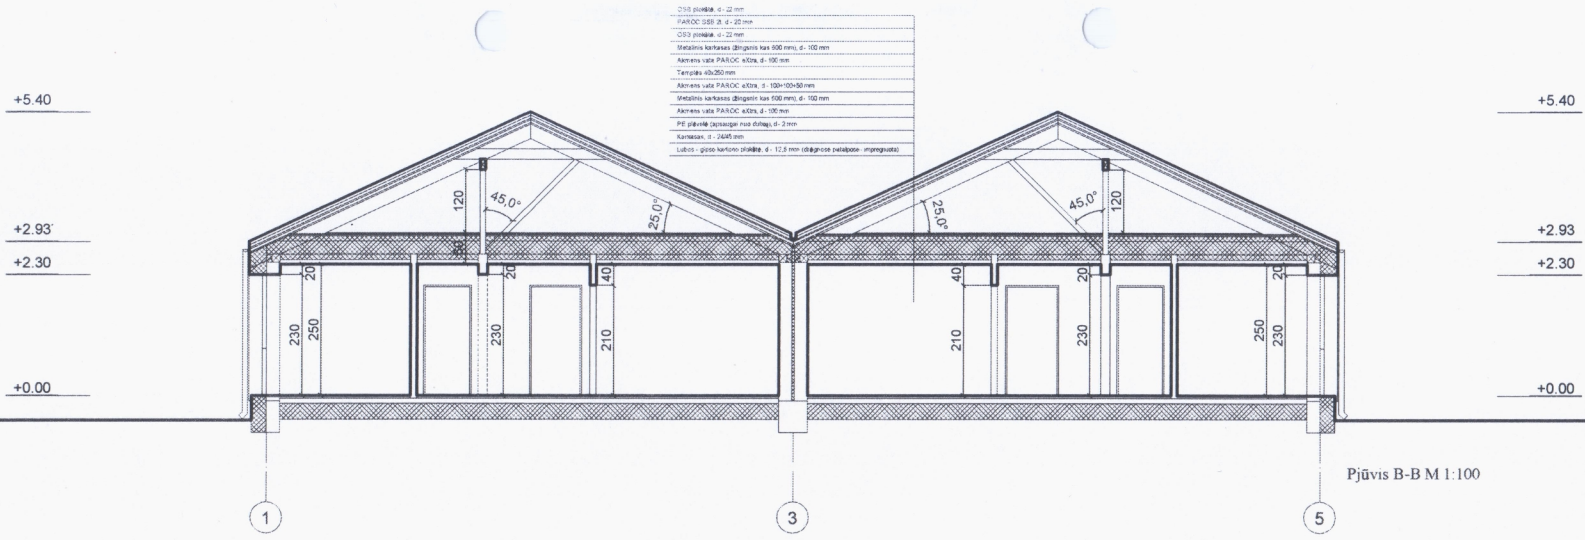 OSB plokštė, d - 22 mm
PAROC SSB 2t, d - 20 mm
OSB plokštė, d - 22 mm
Metalinis karkasas (žingsnis kas 600 mm), d - 100 mm
Akmens vata PAROC eXtra, d - 100 mm
Templės 40x250 mm
Akmens vata PAROC eXtra, d - 100+100+50 mm
Metalinis karkasas (žingsnis kas 600 mm), d - 100 mm
Akmens vata PAROC eXtra, d - 100 mm
PE plėvelė (apsaugai nuo dulkių), d - 2 mm
Karkasas, d - 24/45 mm
Lubos - gipso kartono plokštė, d - 12,5 mm (drėgnose patalpose - impregnuota)
+5.40
+5.40
120
45,0°
25,0°
25,0°
45,0°
120
+2.93
50
+2.93
+2.30
20
20
40
40
20
20
+2.30
230
250
230
210
210
230
250
230
+0.00
+0.00
Pjūvis B-B M 1:100
1
3
5